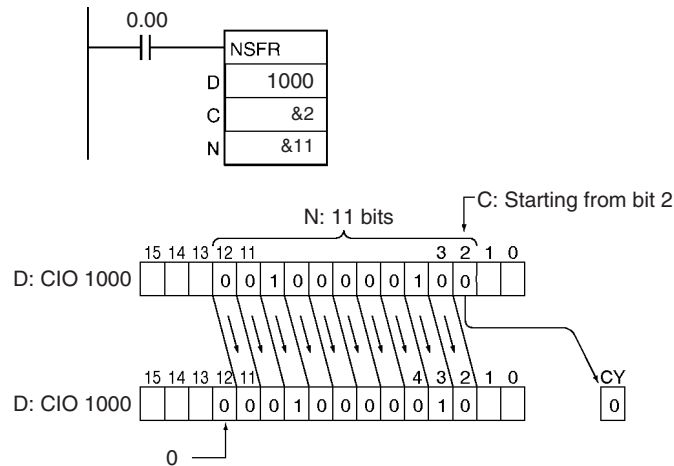 0.00
NSFR
D 1000
C &2
N &11
C: Starting from bit 2
N: 11 bits
15 14 13 12 11 3 2 1 0
D: CIO 1000 0 0 1 0 0 0 0 0 1 0 0
15 14 13 12 11 4 3 2 1 0 CY
D: CIO 1000 0 0 0 1 0 0 0 0 0 1 0 0
0